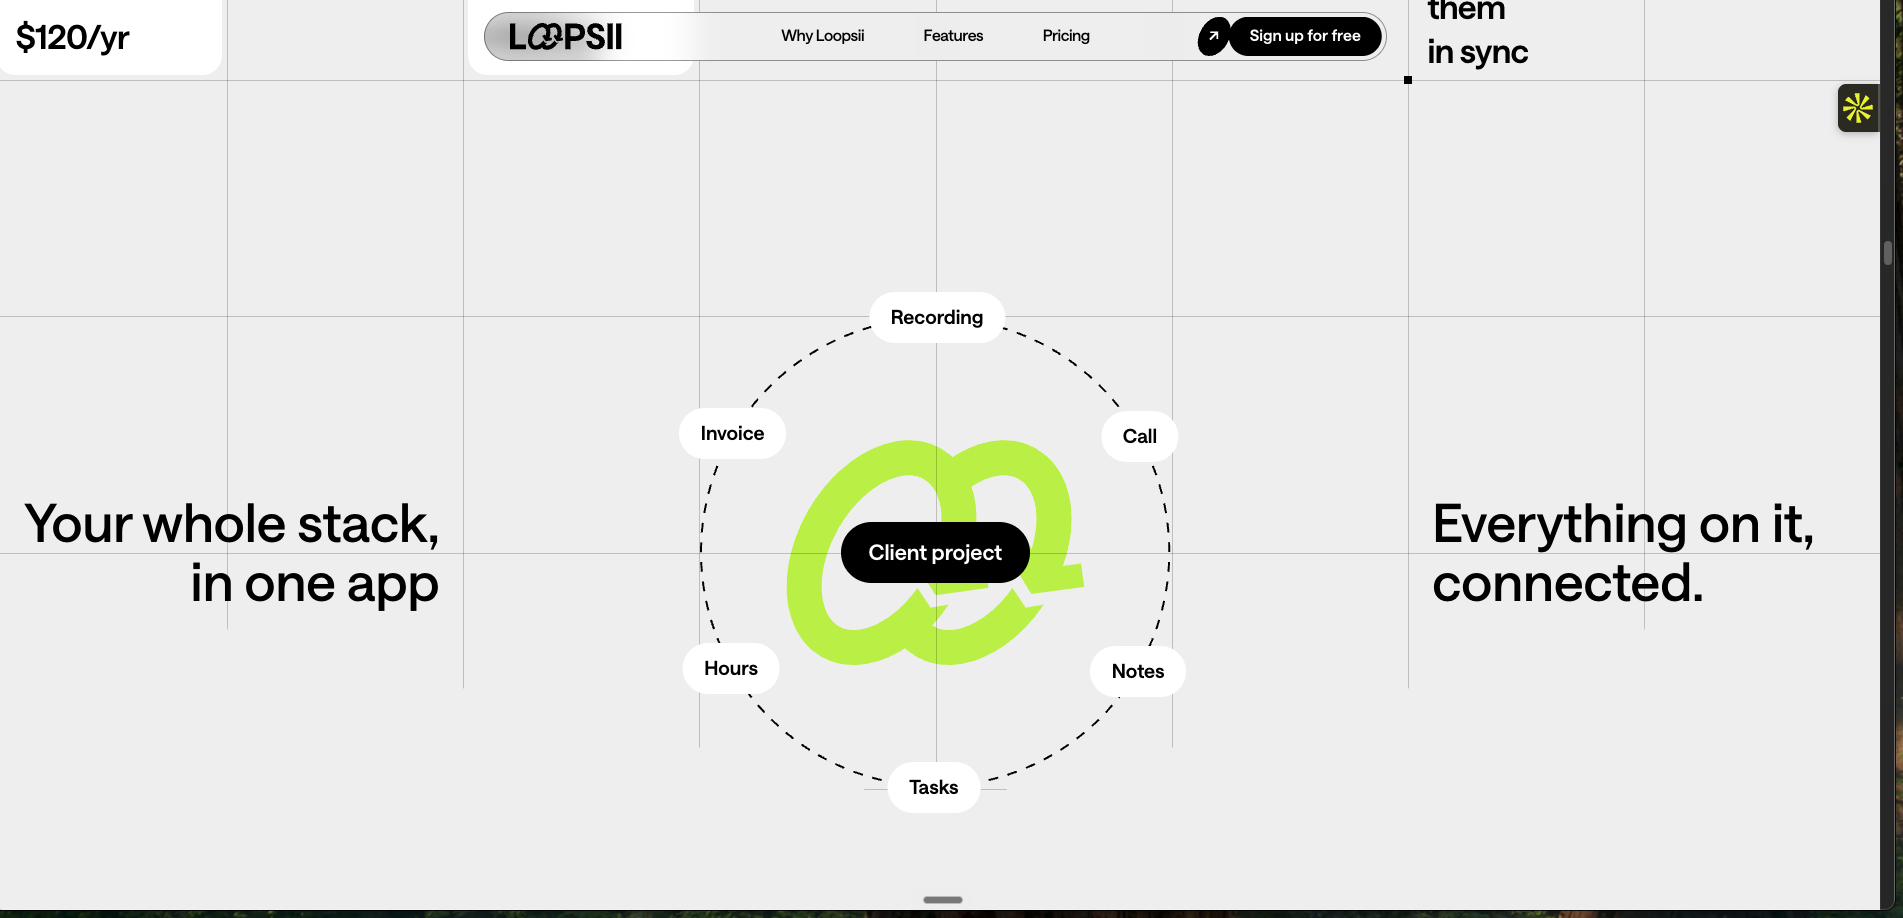 $120/yr
LOOPSII
Why Loopsii
Features
Pricing
Sign up for free
them
in sync
Recording
Invoice
Call
Your whole stack,
in one app
Client project
Everything on it,
connected.
Hours
Notes
Tasks